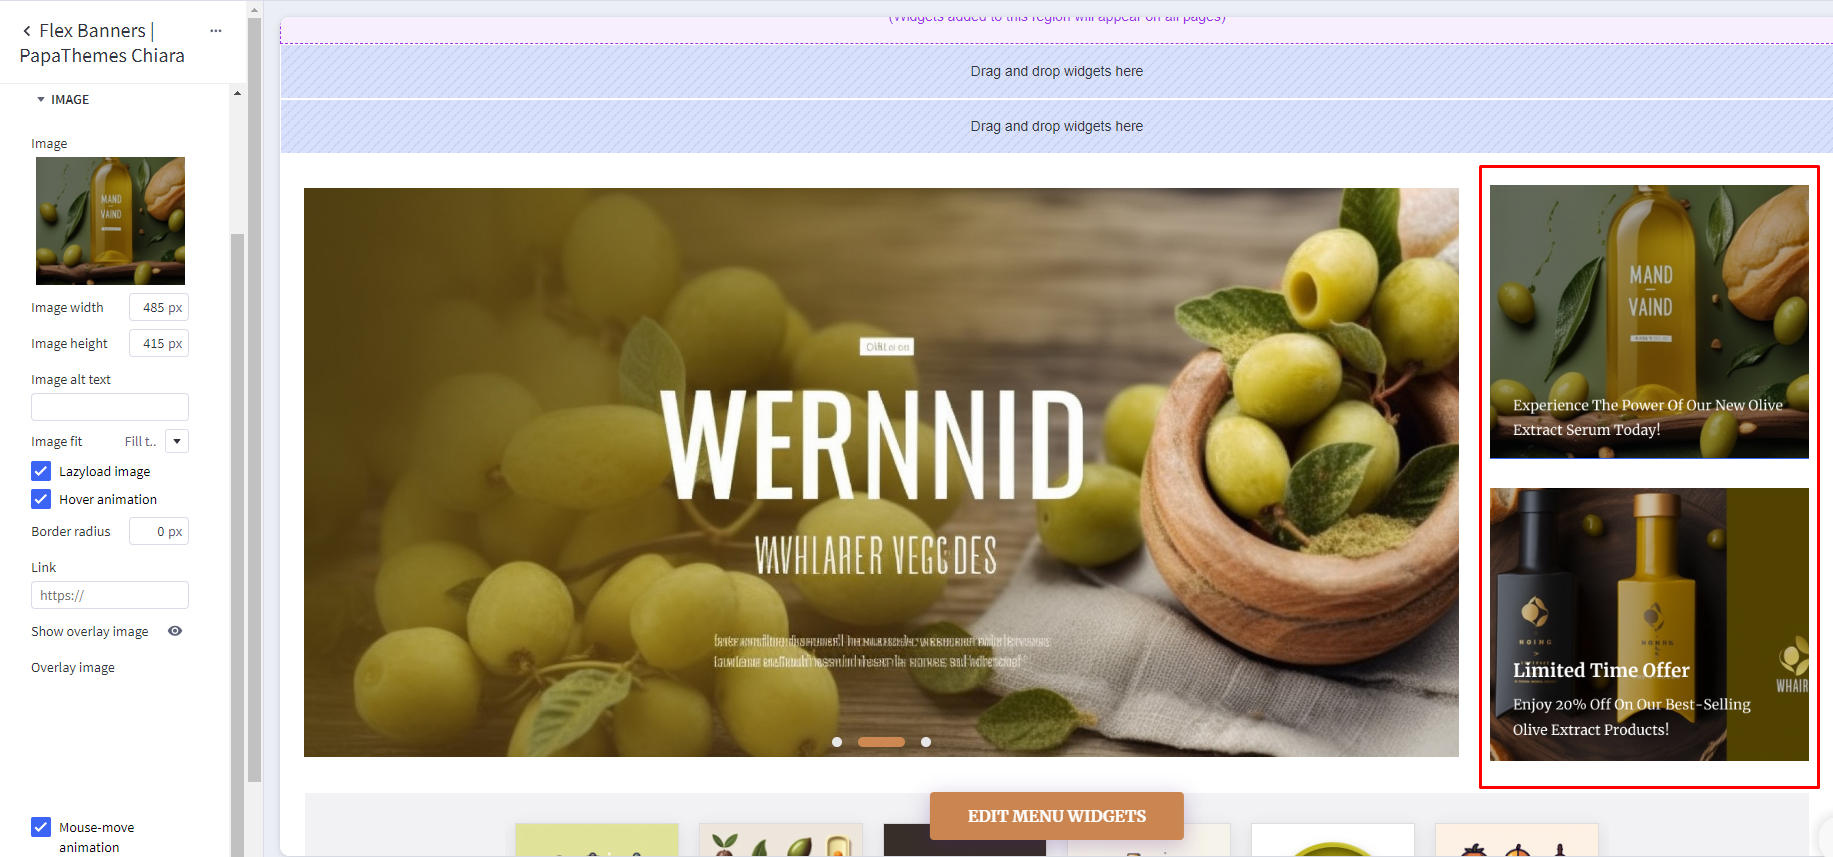 Flex Banners |
PapaThemes Chiara
IMAGE
Image
MAND
VAIND
Image width 485 px
Image height 415 px
Image alt text
Image fit Fill t..
Lazyload image
Hover animation
Border radius 0 px
Link
https://
Show overlay image
Overlay image
Mouse-move
animation
(Widgets added to this region will appear on all pages)
Drag and drop widgets here
Drag and drop widgets here
WERNNID
MAND
VAIND
Experience The Power Of Our New Olive
Extract Serum Today!
NOING
WHAIR
Limited Time Offer
Enjoy 20% Off On Our Best-Selling
Olive Extract Products!
EDIT MENU WIDGETS